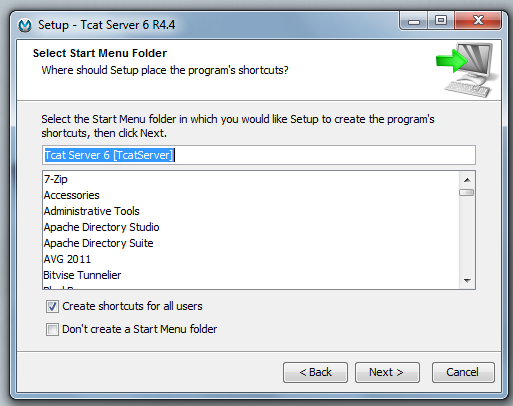 Setup - Tcat Server 6 R4.4
Select Start Menu Folder
Where should Setup place the program's shortcuts?
Select the Start Menu folder in which you would like Setup to create the program's
shortcuts, then click Next.
Tcat Server 6 [TcatServer]
7-Zip
Accessories
Administrative Tools
Apache Directory Studio
Apache Directory Suite
AVG 2011
Bitvise Tunnelier
Create shortcuts for all users
Don't create a Start Menu folder
< Back
Next >
Cancel